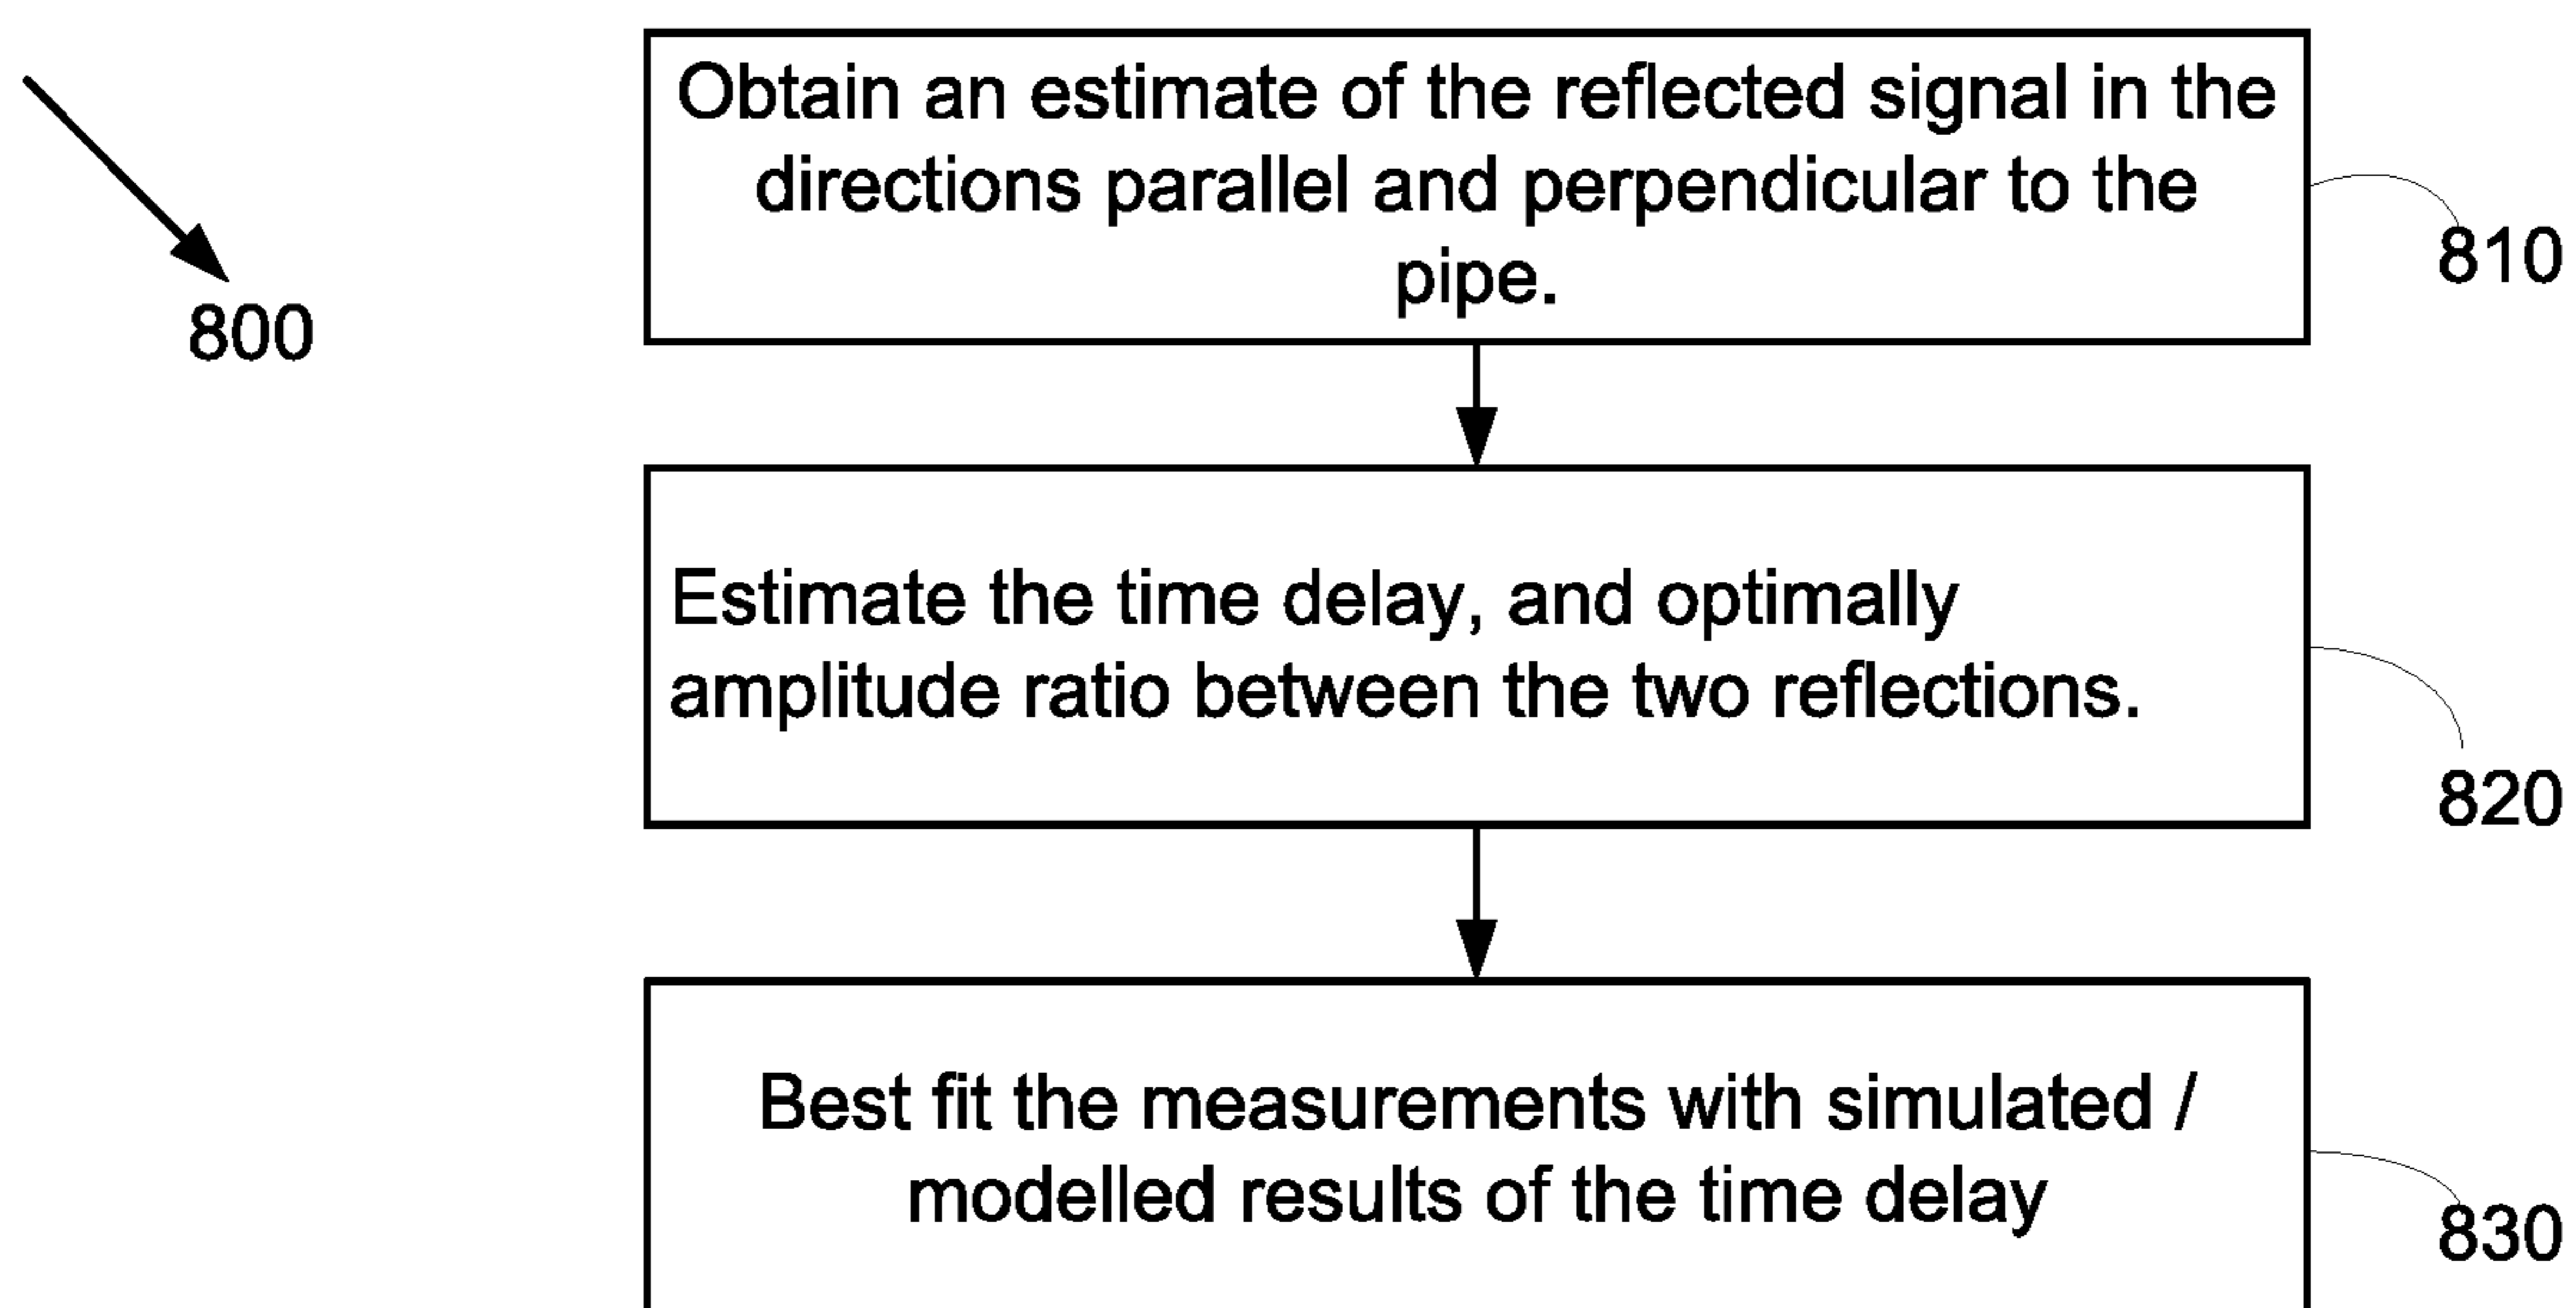 Obtain an estimate of the reflected signal in the
directions parallel and perpendicular to the
pipe.
810
800
Estimate the time delay, and optimally
amplitude ratio between the two reflections.
820
Best fit the measurements with simulated /
modelled results of the time delay
830